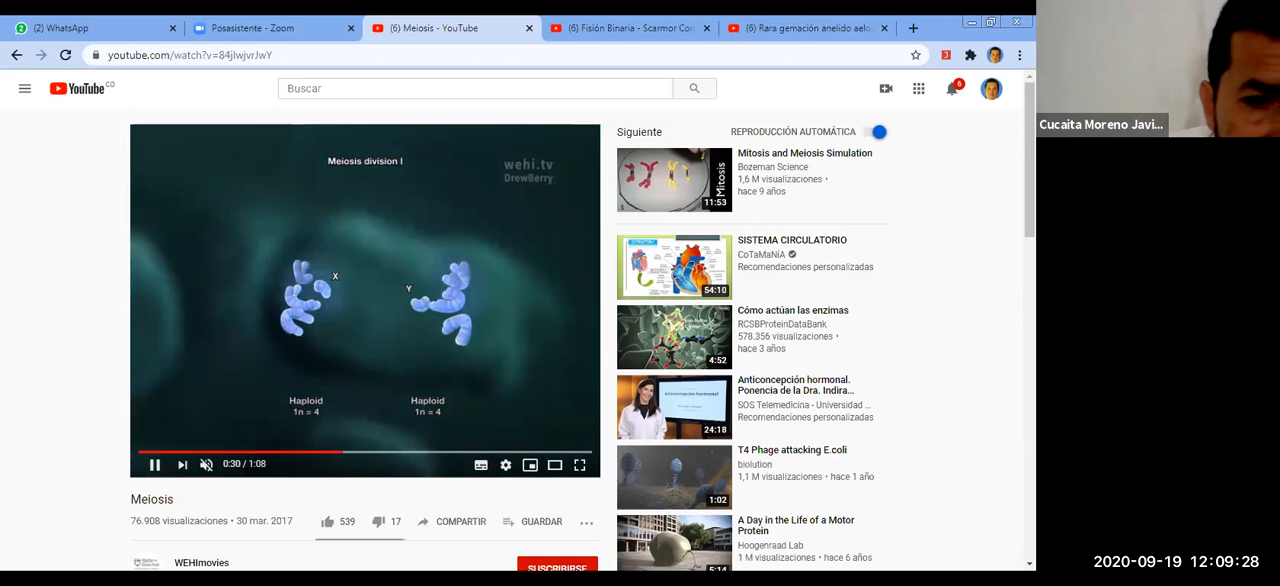 (2) WhatsApp
Posasistente - Zoom
(6) Meiosis - YouTube
(6) Fisión Binaria - Scarmor Cor
(6) Rara gemación anelido aelos
youtube.com/watch?v=84jlwjvrJwY
YouTube CO
Buscar
6
Cucaita Moreno Javi...
Meiosis division I
wehi.tv
DrewBerry
X
Y
Haploid
1n = 4
Haploid
1n = 4
0:30 / 1:08
Meiosis
76.908 visualizaciones • 30 mar. 2017
539
17
COMPARTIR
GUARDAR
WEHImovies
SUSCRIBIRSE
Siguiente
REPRODUCCIÓN AUTOMÁTICA
Mitosis
11:53
Mitosis and Meiosis Simulation
Bozeman Science
1,6 M visualizaciones •
hace 9 años
54:10
SISTEMA CIRCULATORIO
CoTaMaNiA
Recomendaciones personalizadas
4:52
Cómo actúan las enzimas
RCSBProteinDataBank
578.356 visualizaciones •
hace 3 años
24:18
Anticoncepción hormonal.
Ponencia de la Dra. Indira...
SOS Telemedicina - Universidad ...
Recomendaciones personalizadas
1:02
T4 Phage attacking E.coli
biolution
1,1 M visualizaciones • hace 1 año
5:14
A Day in the Life of a Motor
Protein
Hoogenraad Lab
1 M visualizaciones • hace 6 años
2020-09-19 12:09:28